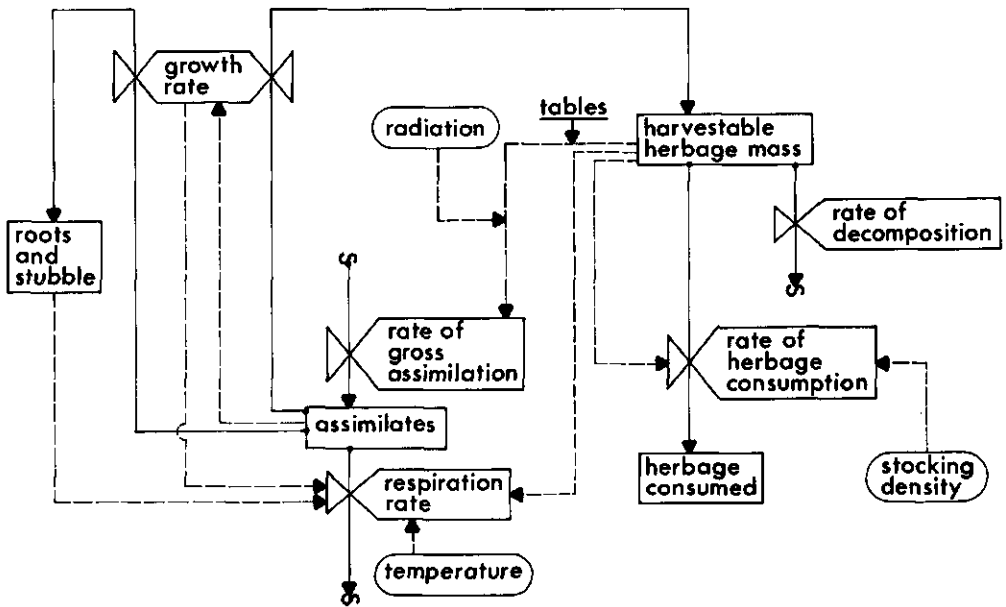 growth
rate
radiation
tables
harvestable
herbage mass
roots
and
stubble
rate of
decomposition
rate of
gross
assimilation
rate of
herbage
consumption
assimilates
respiration
rate
herbage
consumed
stocking
density
temperature